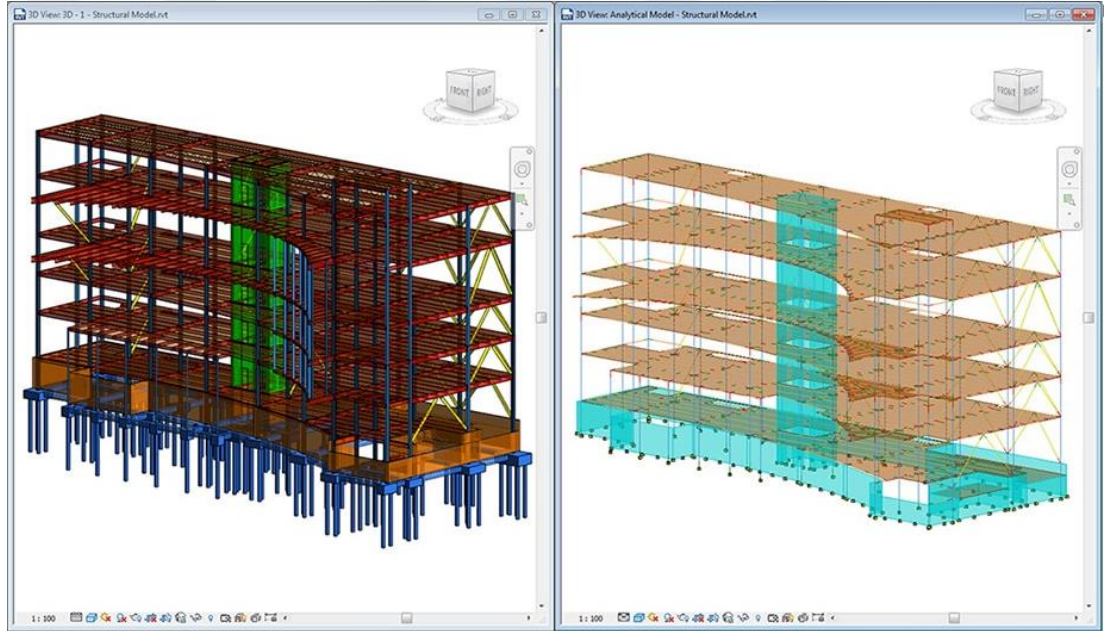 3D View: 3D - 1 - Structural Model.rvt
FRONT
RIGHT
1 : 100
3D View: Analytical Model - Structural Model.rvt
FRONT
RIGHT
1 : 100